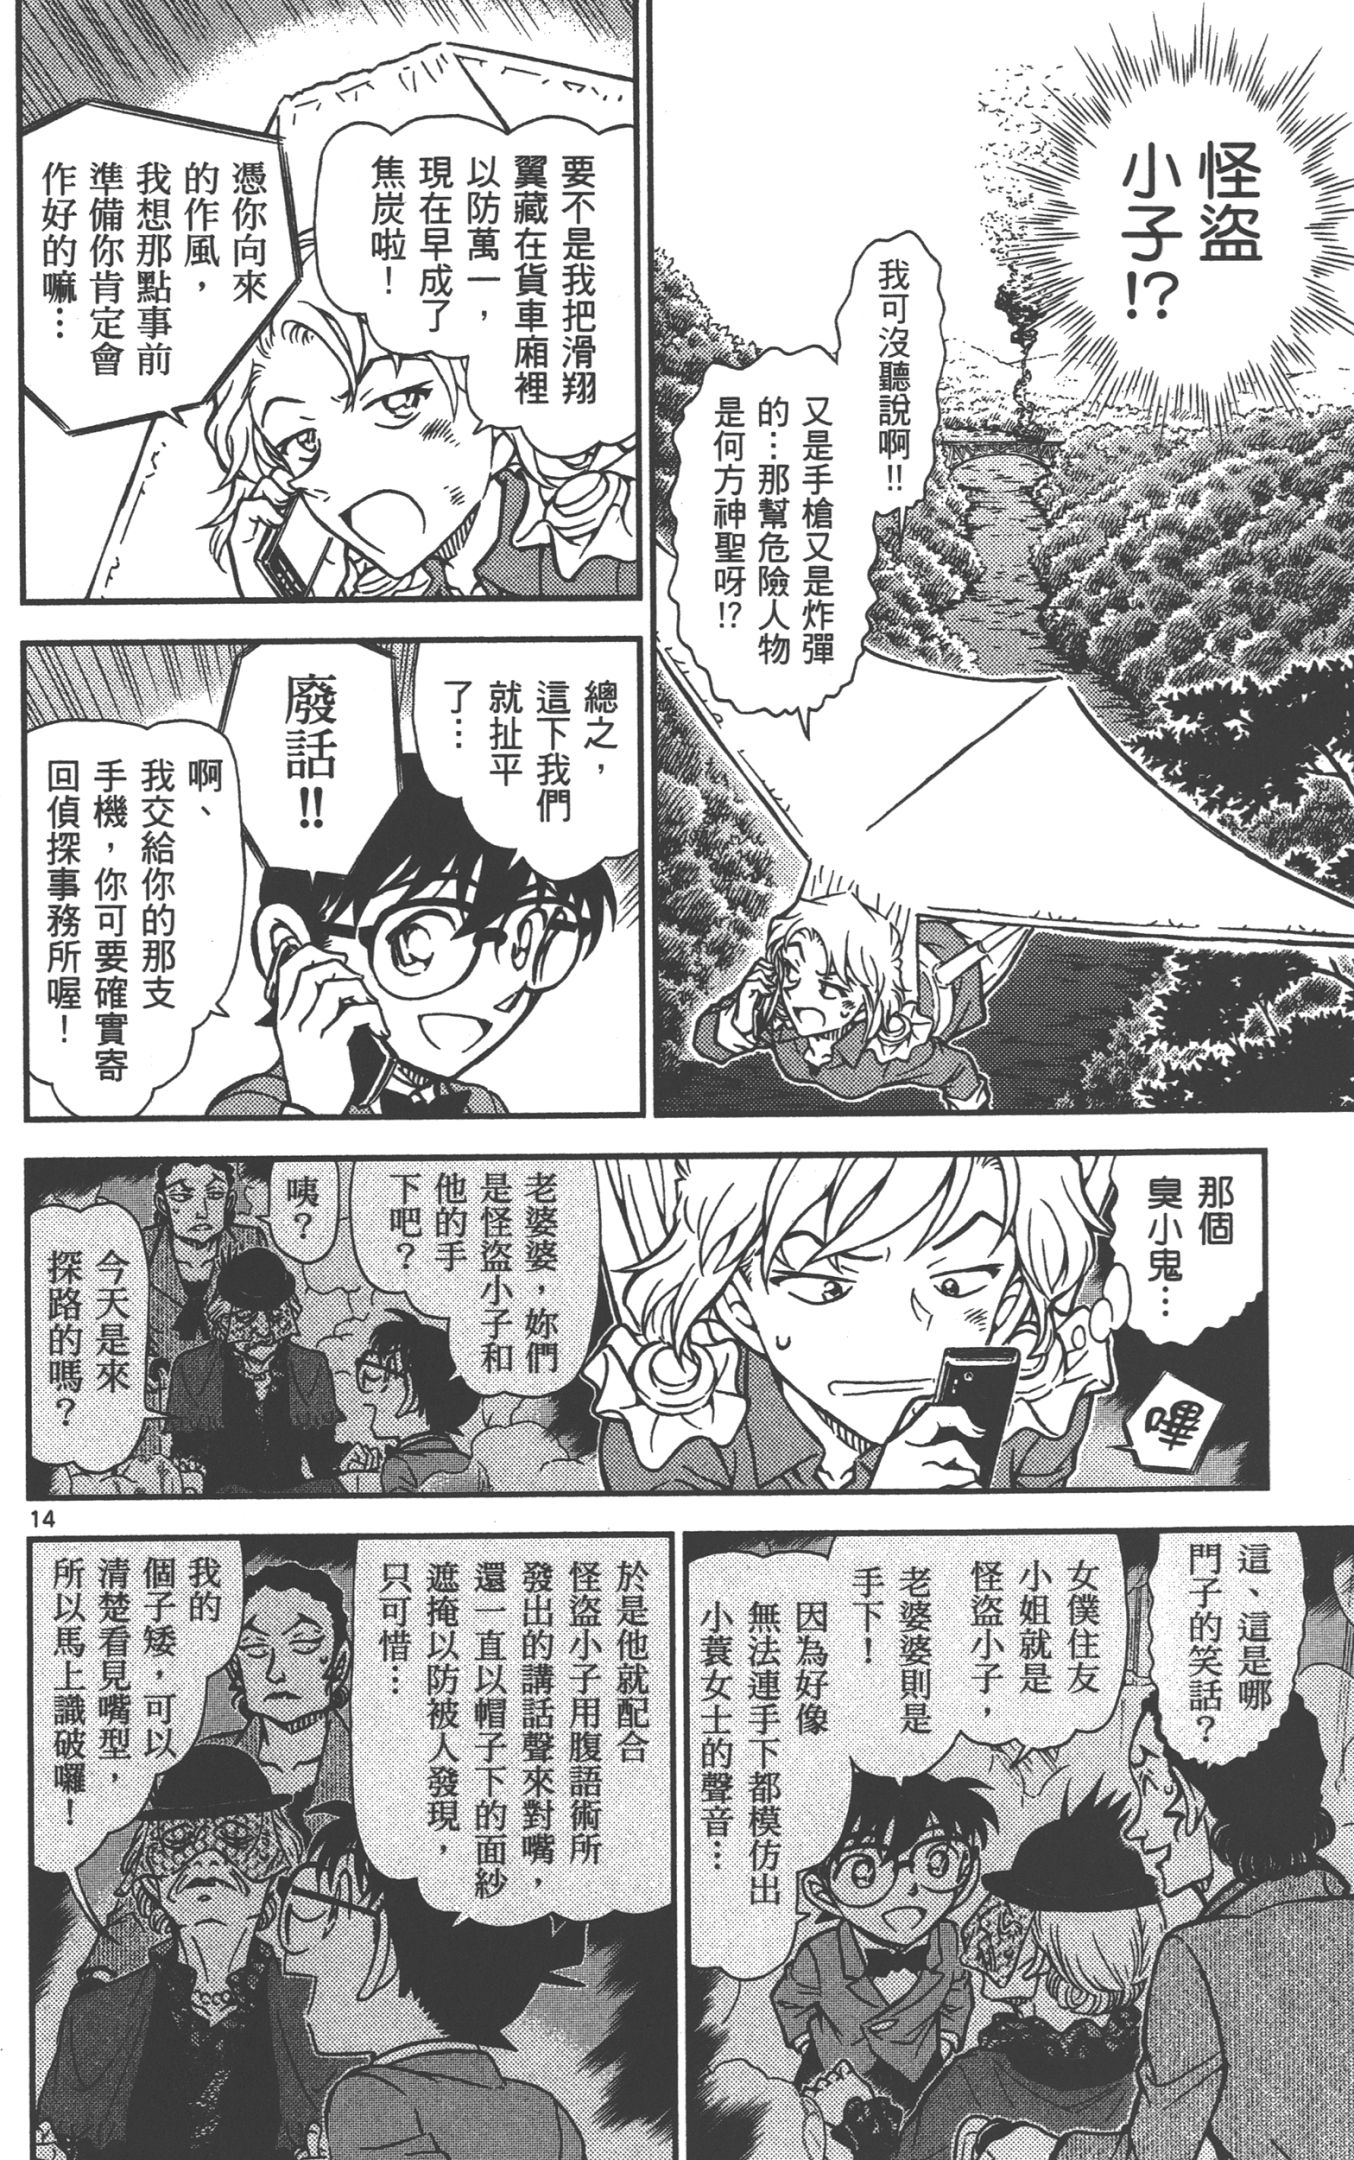 怪盜
小子!?
我可沒聽說啊!!
又是手槍又是炸彈
的…那幫危險人物
是何方神聖呀!?
要不是我把滑翔
翼藏在貨車廂裡
以防萬一，
現在早成了
焦炭啦！
憑你向來
的作風，
我想那點事前
準備你肯定會
作好的嘛…
總之，
這下我們
就扯平
了…
廢話!!
啊、
我交給你的那支
手機，你可要確實寄
回偵探事務所喔！
那個
臭小鬼…
嗶
老婆婆，妳們
是怪盜小子和
他的手
下吧？
咦？
今天是來
探路的嗎？
14
這、這是哪
門子的笑話？
女僕住友
小姐就是
怪盜小子，
老婆婆則是
手下！
因為好像
無法連手下都模仿出
小蓑女士的聲音…
於是他就配合
怪盜小子用腹語術所
發出的講話聲來對嘴，
還一直以帽子下的面紗
遮掩以防被人發現，
只可惜…
我的
個子矮，可以
清楚看見嘴型，
所以馬上識破囉！